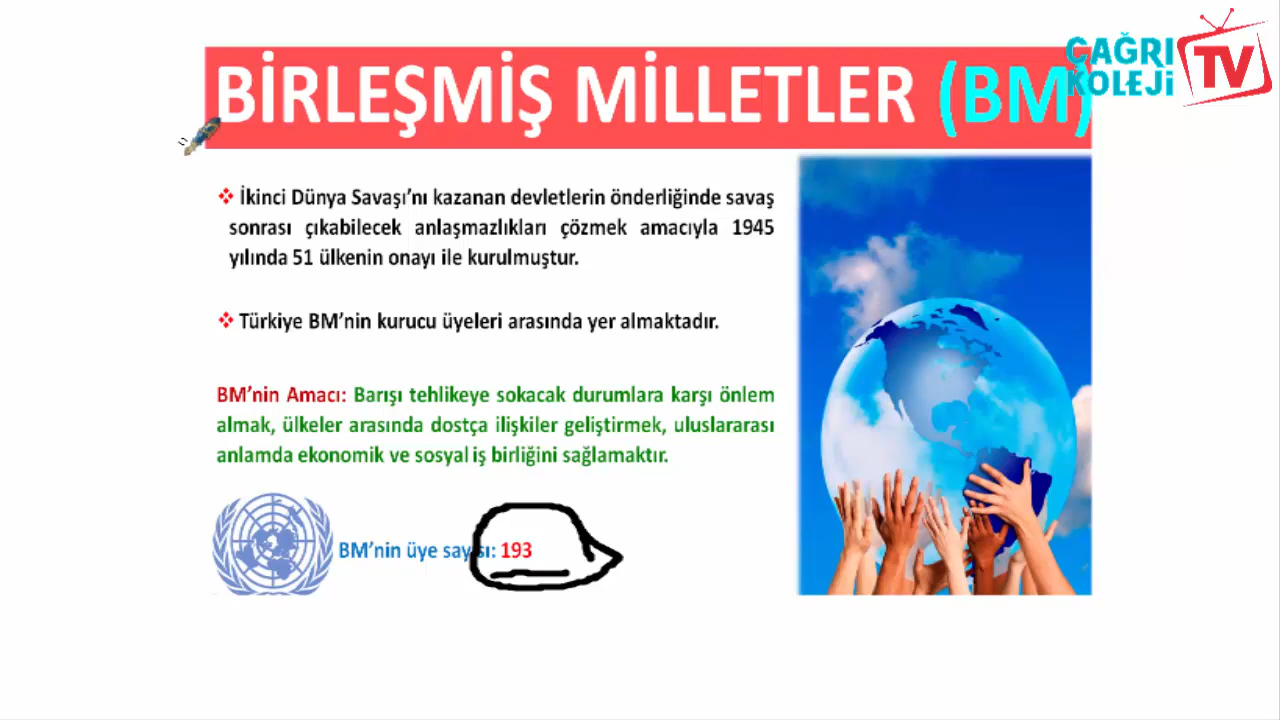 ÇAĞRI
KOLEJi
TV
BİRLEŞMİŞ MİLLETLER (BM)
İkinci Dünya Savaşı’nı kazanan devletlerin önderliğinde savaş
sonrası çıkabilecek anlaşmazlıkları çözmek amacıyla 1945
yılında 51 ülkenin onayı ile kurulmuştur.
Türkiye BM’nin kurucu üyeleri arasında yer almaktadır.
BM’nin Amacı: Barışı tehlikeye sokacak durumlara karşı önlem
almak, ülkeler arasında dostça ilişkiler geliştirmek, uluslararası
anlamda ekonomik ve sosyal iş birliğini sağlamaktır.
BM’nin üye sayısı: 193